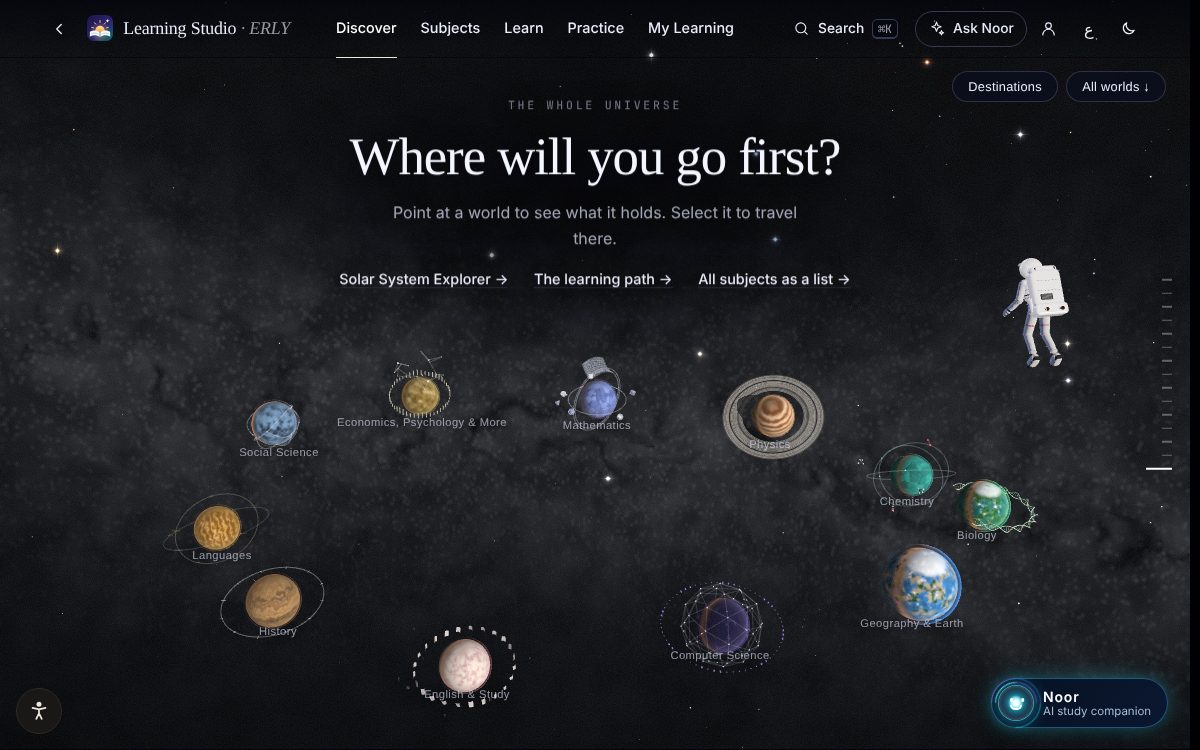 Learning Studio · ERLY
Discover
Subjects
Learn
Practice
My Learning
Search
⌘K
Ask Noor
ع
Destinations
All worlds ↓
THE WHOLE UNIVERSE
Where will you go first?
Point at a world to see what it holds. Select it to travel
there.
Solar System Explorer →
The learning path →
All subjects as a list →
Economics, Psychology & More
Mathematics
Physics
Social Science
Chemistry
Biology
Languages
Geography & Earth
History
Computer Science
English & Study
Noor
AI study companion